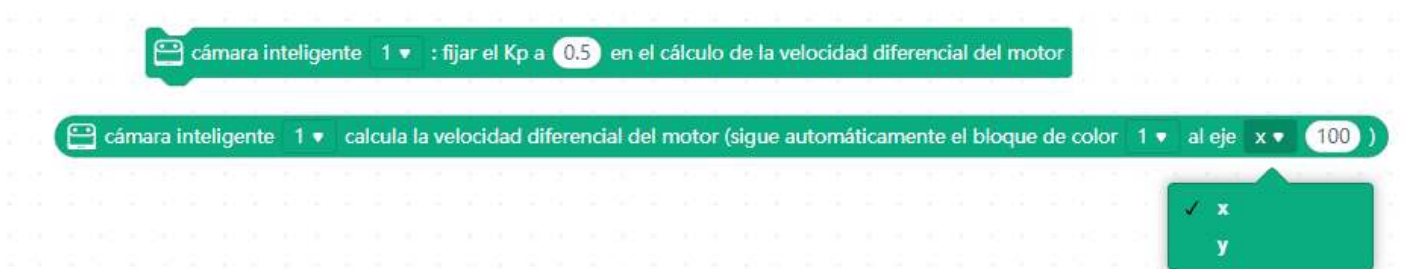 cámara inteligente 1 : fijar el Kp a 0.5 en el cálculo de la velocidad diferencial del motor
cámara inteligente 1 calcula la velocidad diferencial del motor (sigue automáticamente el bloque de color 1 al eje x 100 )
x
y